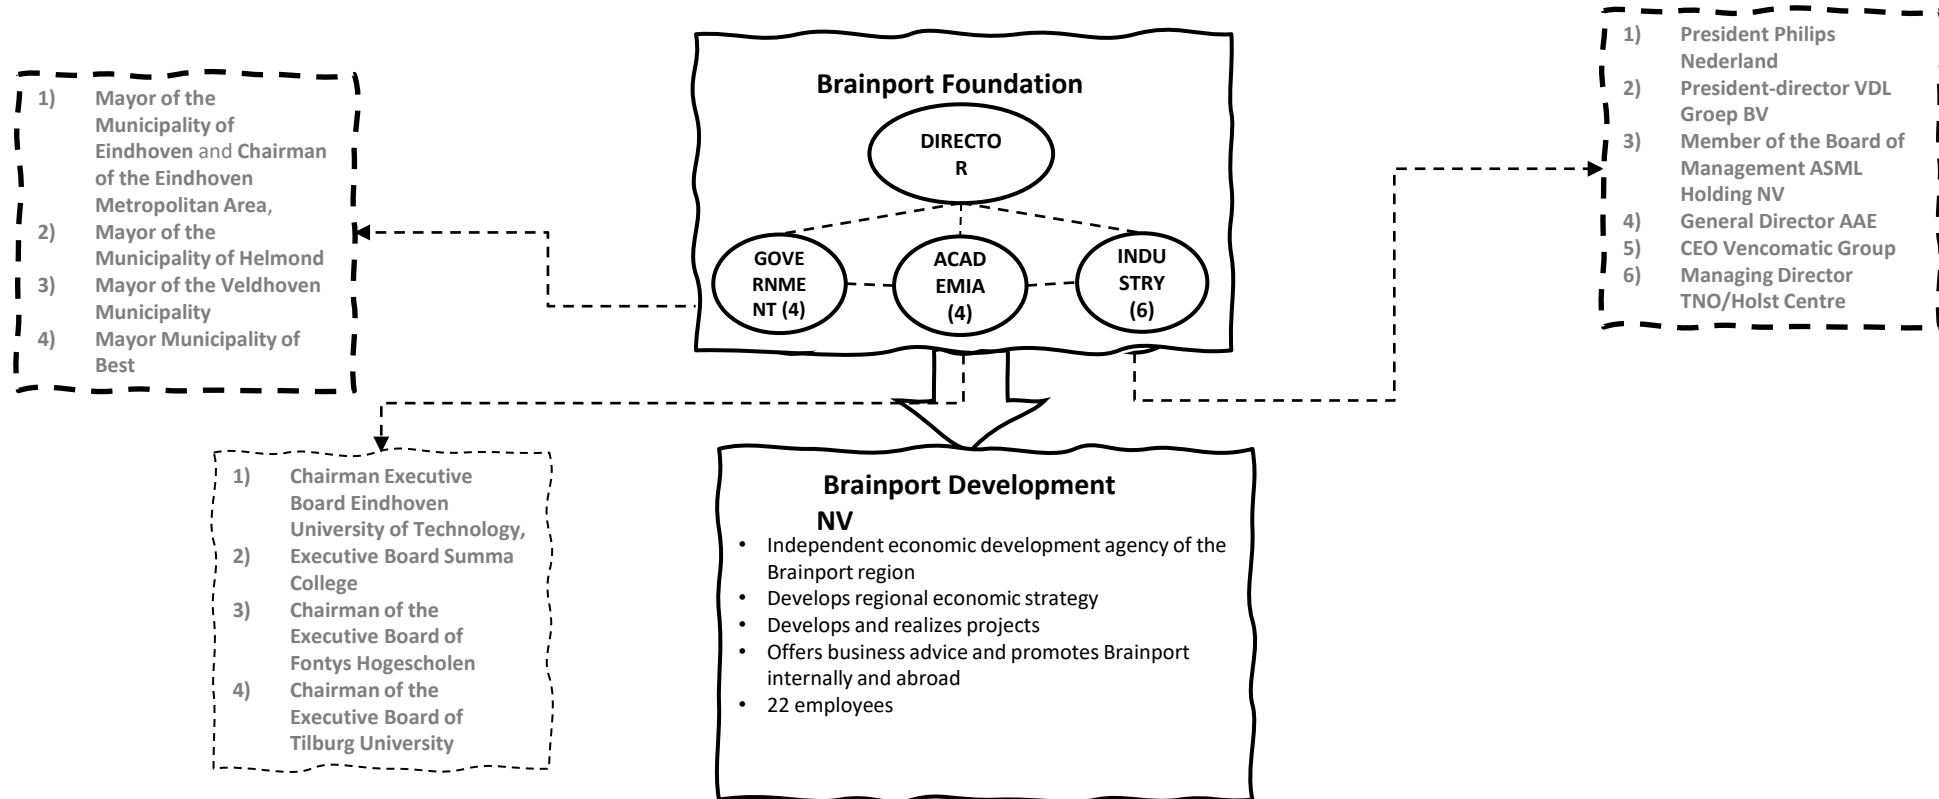 Brainport Foundation
DIRECTO
R
GOVE
RNME
NT (4)
ACAD
EMIA
(4)
INDU
STRY
(6)
1) Mayor of the
Municipality of
Eindhoven and Chairman
of the Eindhoven
Metropolitan Area,
2) Mayor of the
Municipality of Helmond
3) Mayor of the Veldhoven
Municipality
4) Mayor Municipality of
Best
1) President Philips
Nederland
2) President-director VDL
Groep BV
3) Member of the Board of
Management ASML
Holding NV
4) General Director AAE
5) CEO Vencomatic Group
6) Managing Director
TNO/Holst Centre
1) Chairman Executive
Board Eindhoven
University of Technology,
2) Executive Board Summa
College
3) Chairman of the
Executive Board of
Fontys Hogescholen
4) Chairman of the
Executive Board of
Tilburg University
Brainport Development
NV
• Independent economic development agency of the
Brainport region
• Develops regional economic strategy
• Develops and realizes projects
• Offers business advice and promotes Brainport
internally and abroad
• 22 employees